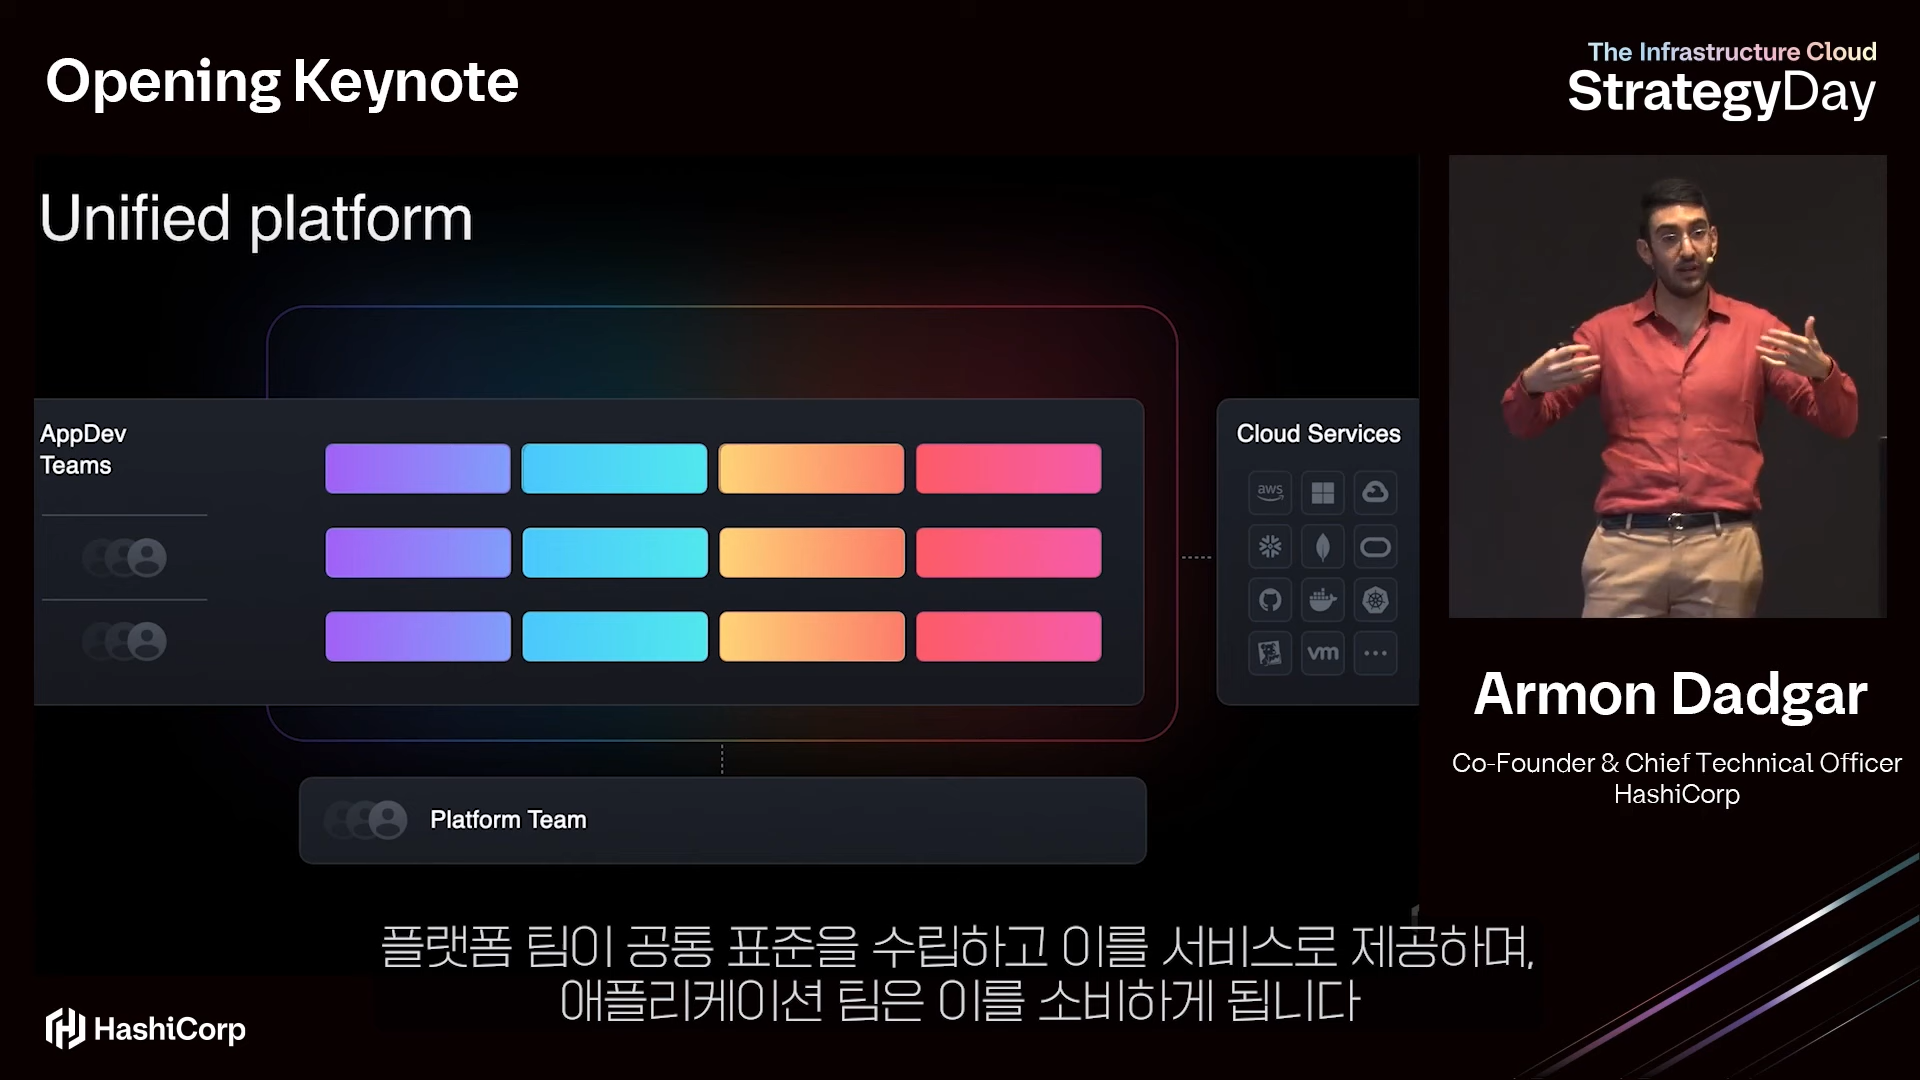 Opening Keynote
The Infrastructure Cloud
StrategyDay
Unified platform
AppDev
Teams
Cloud Services
aws
vm
Platform Team
Armon Dadgar
Co-Founder & Chief Technical Officer
HashiCorp
플랫폼 팀이 공통 표준을 수립하고 이를 서비스로 제공하며,
애플리케이션 팀은 이를 소비하게 됩니다
HashiCorp